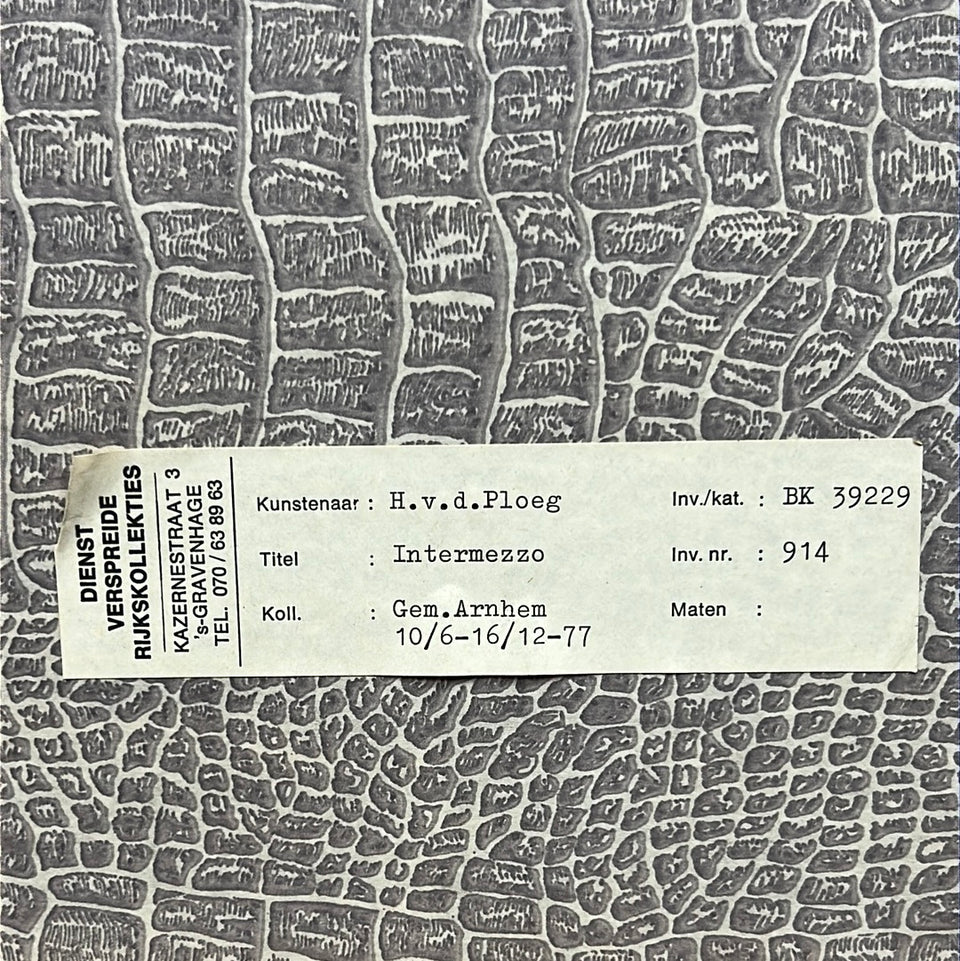 DIENST
VERSPREIDE
RIJKSKOLLEKTIES
KAZERNESTRAAT 3
's-GRAVENHAGE
TEL. 070 / 63 89 63
Kunstenaar : H.v.d.Ploeg Inv./kat. : BK 39229
Titel : Intermezzo Inv. nr. : 914
Koll. : Gem.Arnhem Maten :
10/6-16/12-77